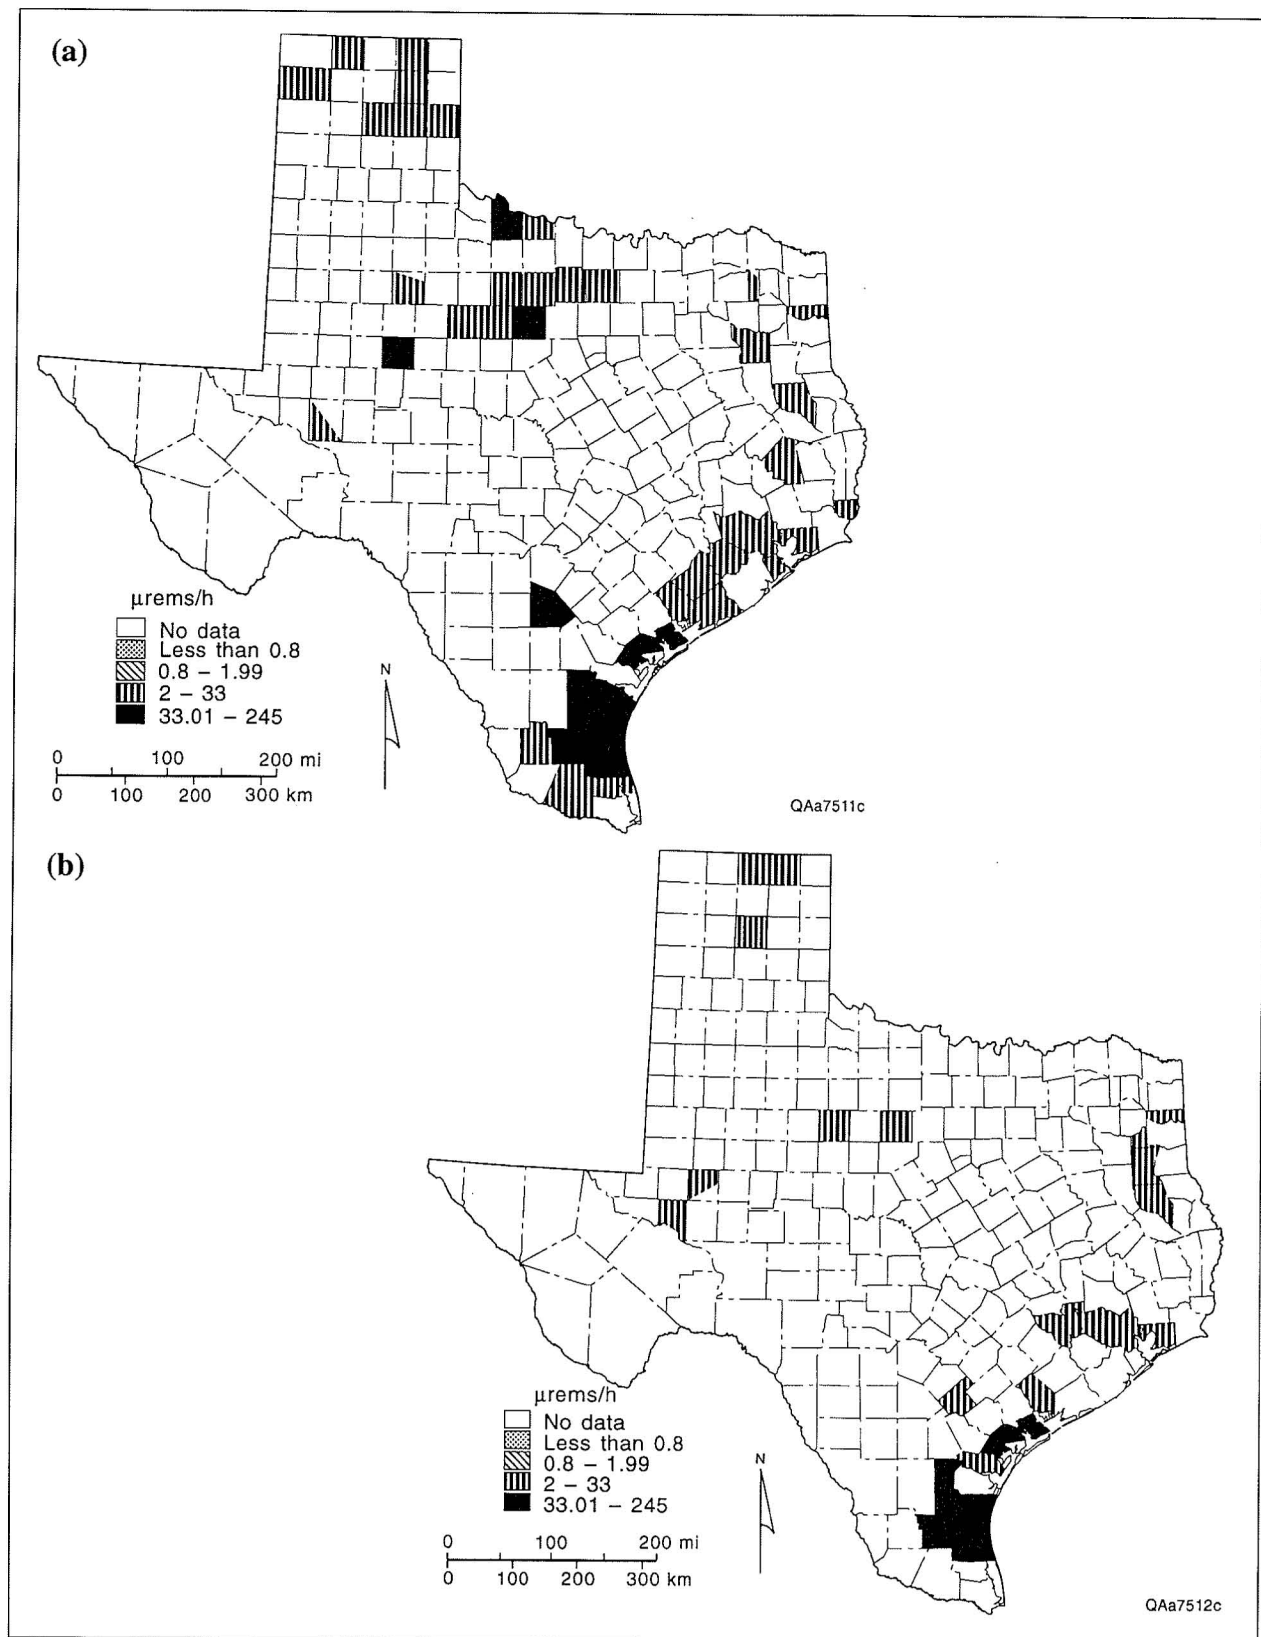 (a)
μrems/h
No data
Less than 0.8
0.8 – 1.99
2 – 33
33.01 – 245
N
0 100 200 mi
0 100 200 300 km
QAa7511c
(b)
μrems/h
No data
Less than 0.8
0.8 – 1.99
2 – 33
33.01 – 245
N
0 100 200 mi
0 100 200 300 km
QAa7512c